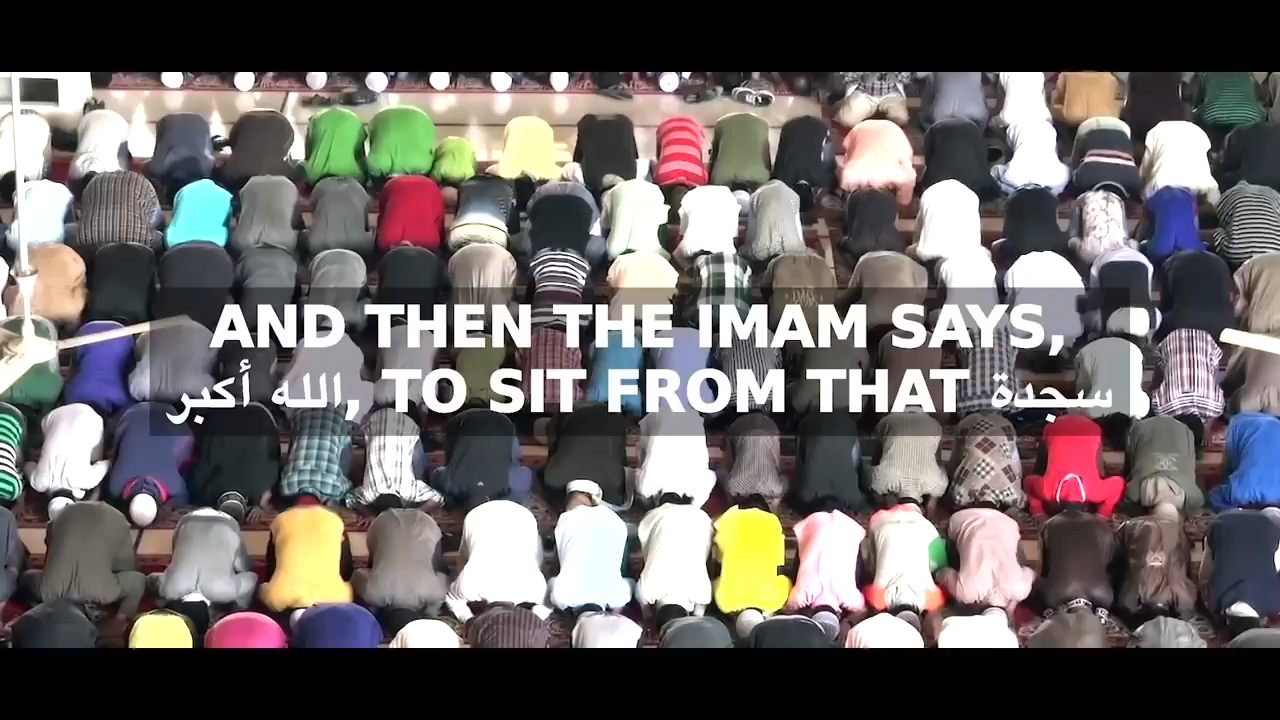 AND THEN THE IMAM SAYS,
الله أكبر, TO SIT FROM THAT سجدة